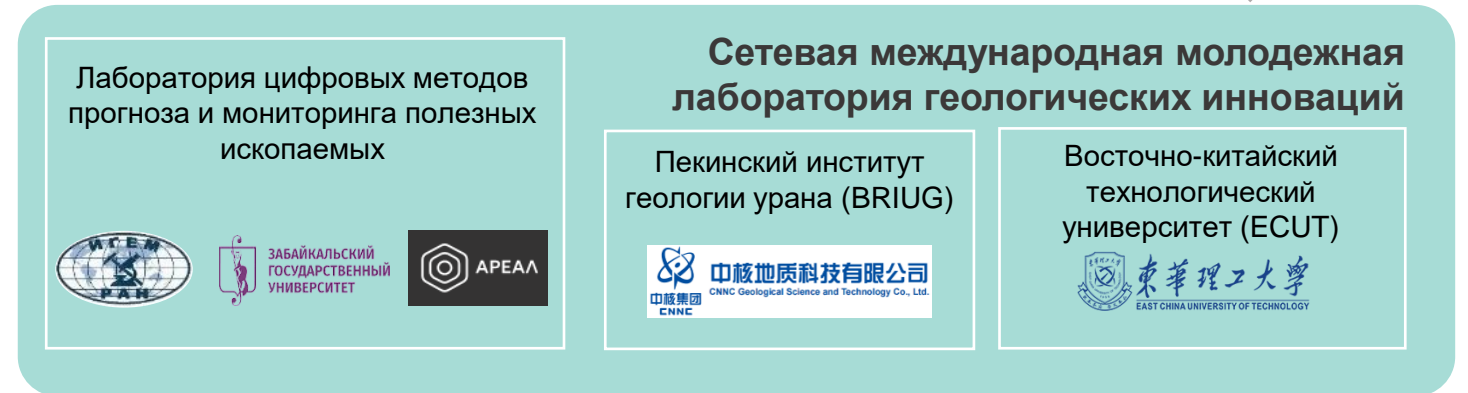 Сетевая международная молодежная
лаборатория геологических инноваций
Лаборатория цифровых методов
прогноза и мониторинга полезных
ископаемых
ИГЕМ
РАН
ЗАБАЙКАЛЬСКИЙ
ГОСУДАРСТВЕННЫЙ
УНИВЕРСИТЕТ
АРЕАЛ
Пекинский институт
геологии урана (BRIUG)
中核集团
CNNC
中核地质科技有限公司
CNNC Geological Science and Technology Co., Ltd.
Восточно-китайский
технологический
университет (ECUT)
東華理工大學
EAST CHINA UNIVERSITY OF TECHNOLOGY